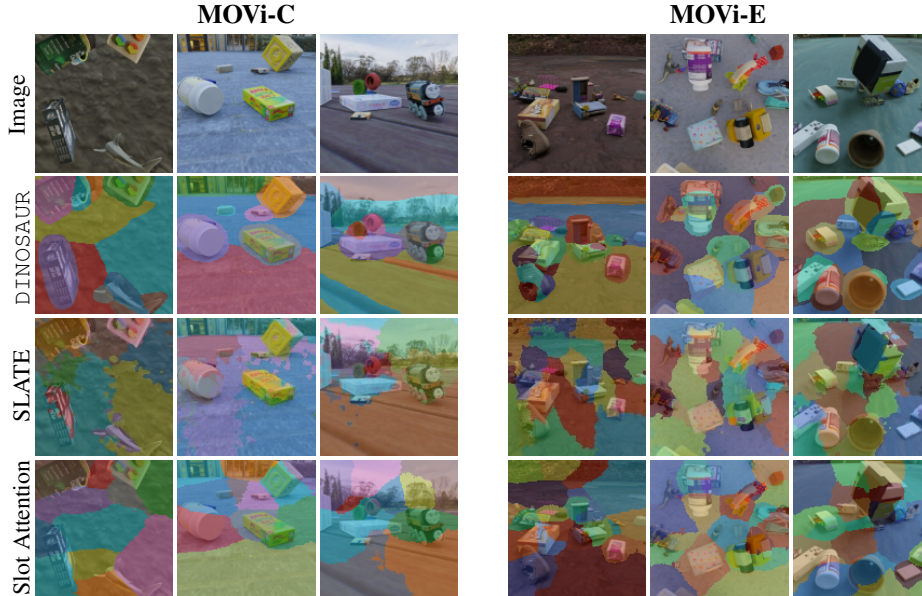 MOVi-C
MOVi-E
Image
DINOSAUR
SLATE
Slot Attention